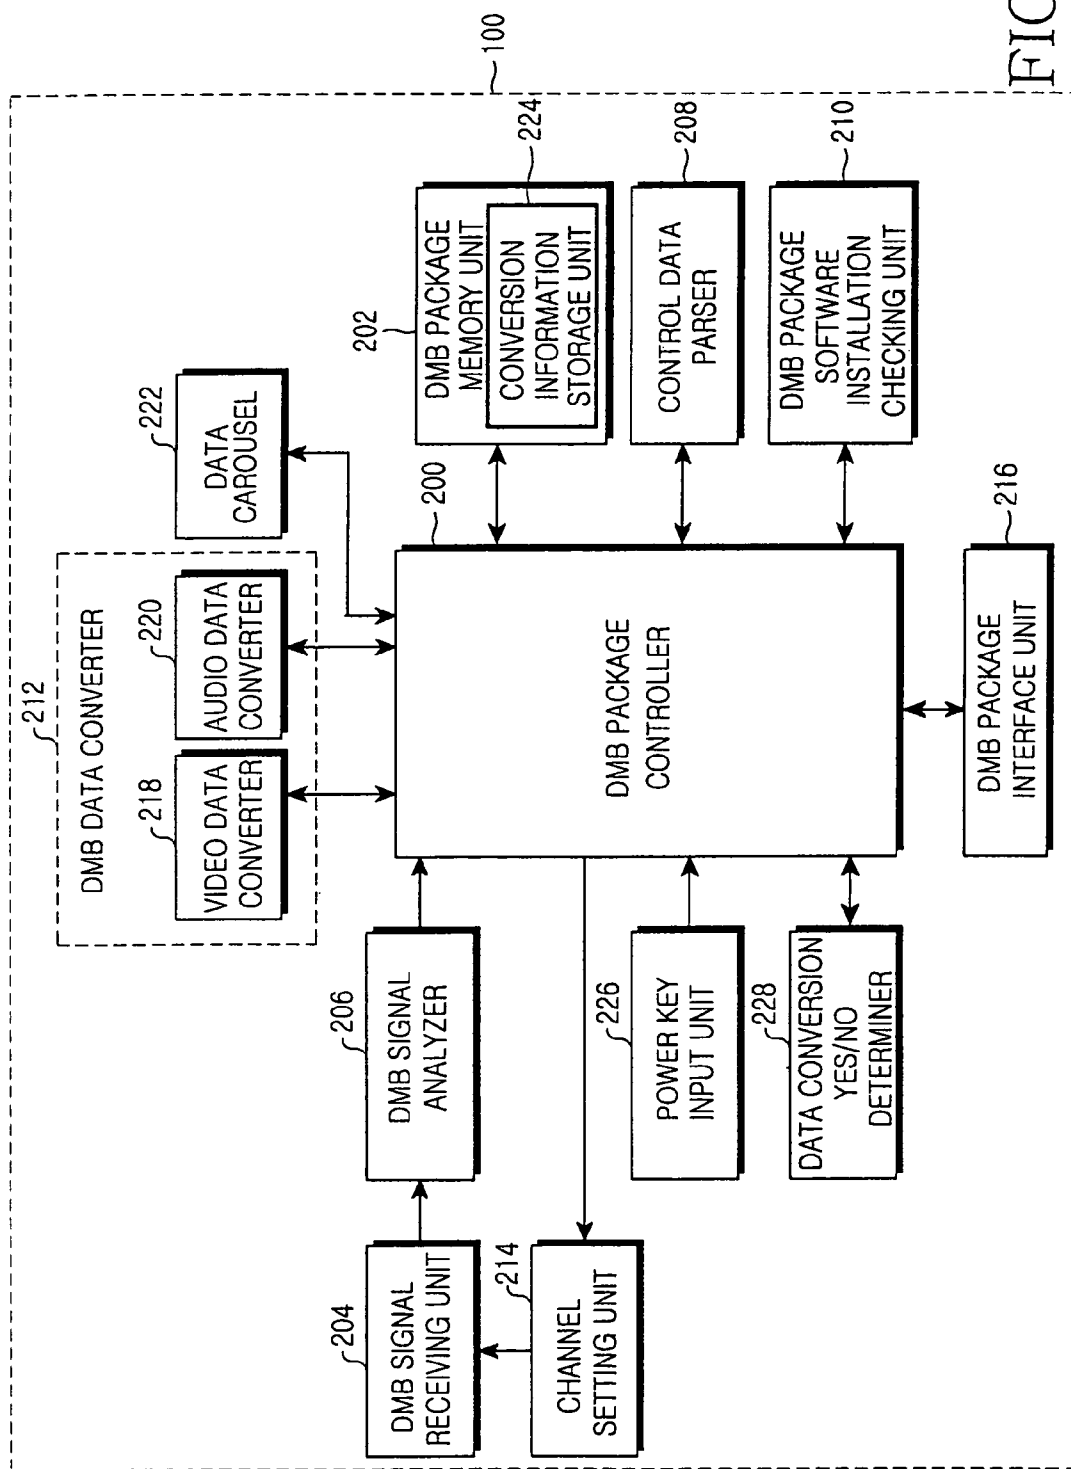 100
212
DMB DATA CONVERTER
218
VIDEO DATA
CONVERTER
220
AUDIO DATA
CONVERTER
222
DATA
CAROUSEL
204
DMB SIGNAL
RECEIVING UNIT
206
DMB SIGNAL
ANALYZER
200
DMB PACKAGE
CONTROLLER
202
DMB PACKAGE
MEMORY UNIT
224
CONVERSION
INFORMATION
STORAGE UNIT
214
CHANNEL
SETTING UNIT
226
POWER KEY
INPUT UNIT
208
CONTROL DATA
PARSER
228
DATA CONVERSION
YES/NO
DETERMINER
210
DMB PACKAGE
SOFTWARE
INSTALLATION
CHECKING UNIT
216
DMB PACKAGE
INTERFACE UNIT